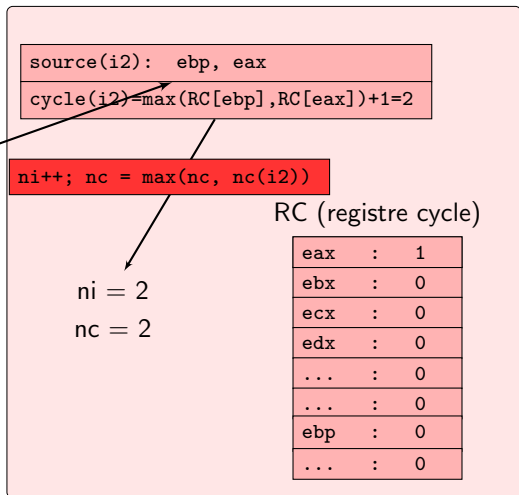 source(i2): ebp, eax
cycle(i2)=max(RC[ebp],RC[eax])+1=2
ni++; nc = max(nc, nc(i2))
ni = 2
nc = 2
RC (registre cycle)
eax : 1
ebx : 0
ecx : 0
edx : 0
... : 0
... : 0
ebp : 0
... : 0